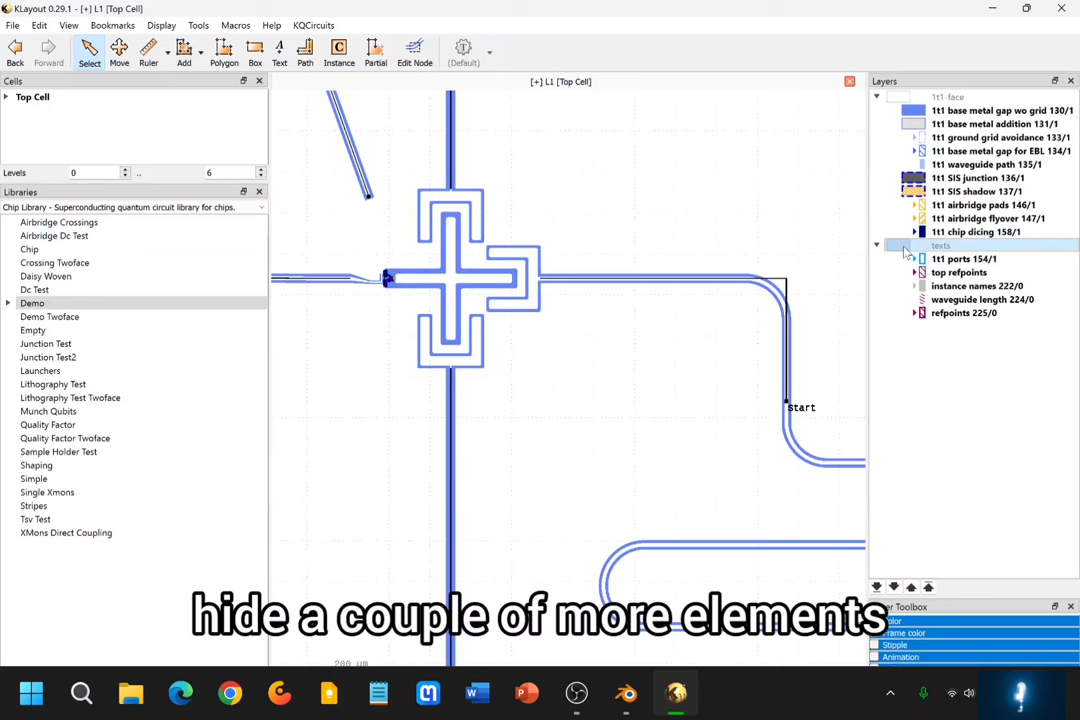 KLayout 0.29.1 - [+] L1 [Top Cell]
File Edit View Bookmarks Display Tools Macros Help KQCircuits
Back Forward Select Move Ruler Add Polygon Box Text Path Instance Partial Edit Node (Default)
Cells
Top Cell
Levels 0 .. 6
Libraries
Chip Library - Superconducting quantum circuit library for chips.
Airbridge Crossings
Airbridge Dc Test
Chip
Crossing Twoface
Daisy Woven
Dc Test
Demo
Demo Twoface
Empty
Junction Test
Junction Test2
Launchers
Lithography Test
Lithography Test Twoface
Munch Qubits
Quality Factor
Quality Factor Twoface
Sample Holder Test
Shaping
Simple
Single Xmons
Stripes
Tsv Test
XMons Direct Coupling
[+] L1 [Top Cell]
Start
200 µm
Layers
1t1-face
1t1 base metal gap wo grid 130/1
1t1 base metal addition 131/1
1t1 ground grid avoidance 133/1
1t1 base metal gap for EBL 134/1
1t1 waveguide path 135/1
1t1 SIS junction 136/1
1t1 SIS shadow 137/1
1t1 airbridge pads 146/1
1t1 airbridge flyover 147/1
1t1 chip dicing 158/1
texts
1t1 ports 154/1
top refpoints
instance names 222/0
waveguide length 224/0
refpoints 225/0
er Toolbox
olor
rame color
Stipple
Animation
hide a couple of more elements